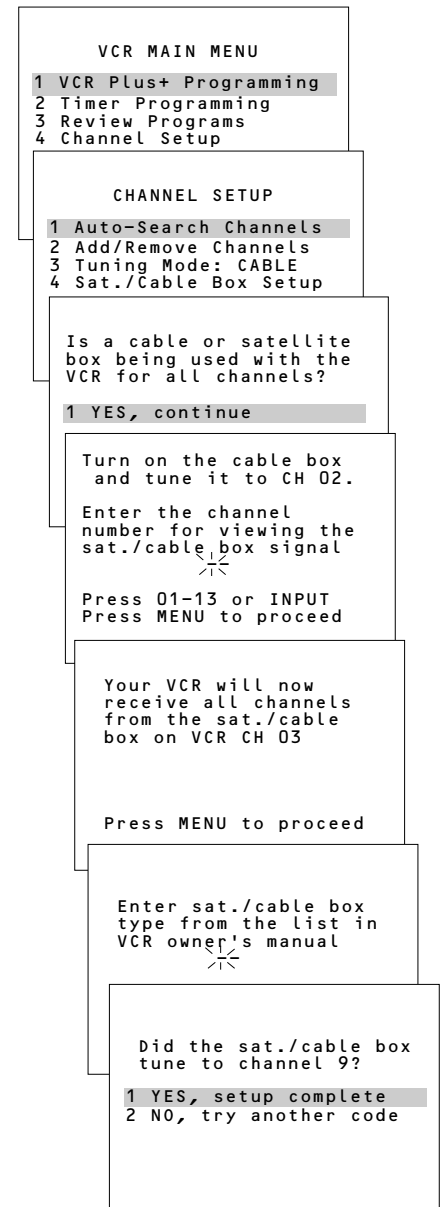 VCR MAIN MENU
1 VCR Plus+ Programming
2 Timer Programming
3 Review Programs
4 Channel Setup
CHANNEL SETUP
1 Auto-Search Channels
2 Add/Remove Channels
3 Tuning Mode: CABLE
4 Sat./Cable Box Setup
Is a cable or satellite
box being used with the
VCR for all channels?
1 YES, continue
Turn on the cable box
and tune it to CH 02.
Enter the channel
number for viewing the
sat./cable box signal
-
Press 01-13 or INPUT
Press MENU to proceed
Your VCR will now
receive all channels
from the sat./cable
box on VCR CH 03
Press MENU to proceed
Enter sat./cable box
type from the list in
VCR owner's manual
-
Did the sat./cable box
tune to channel 9?
1 YES, setup complete
2 NO, try another code